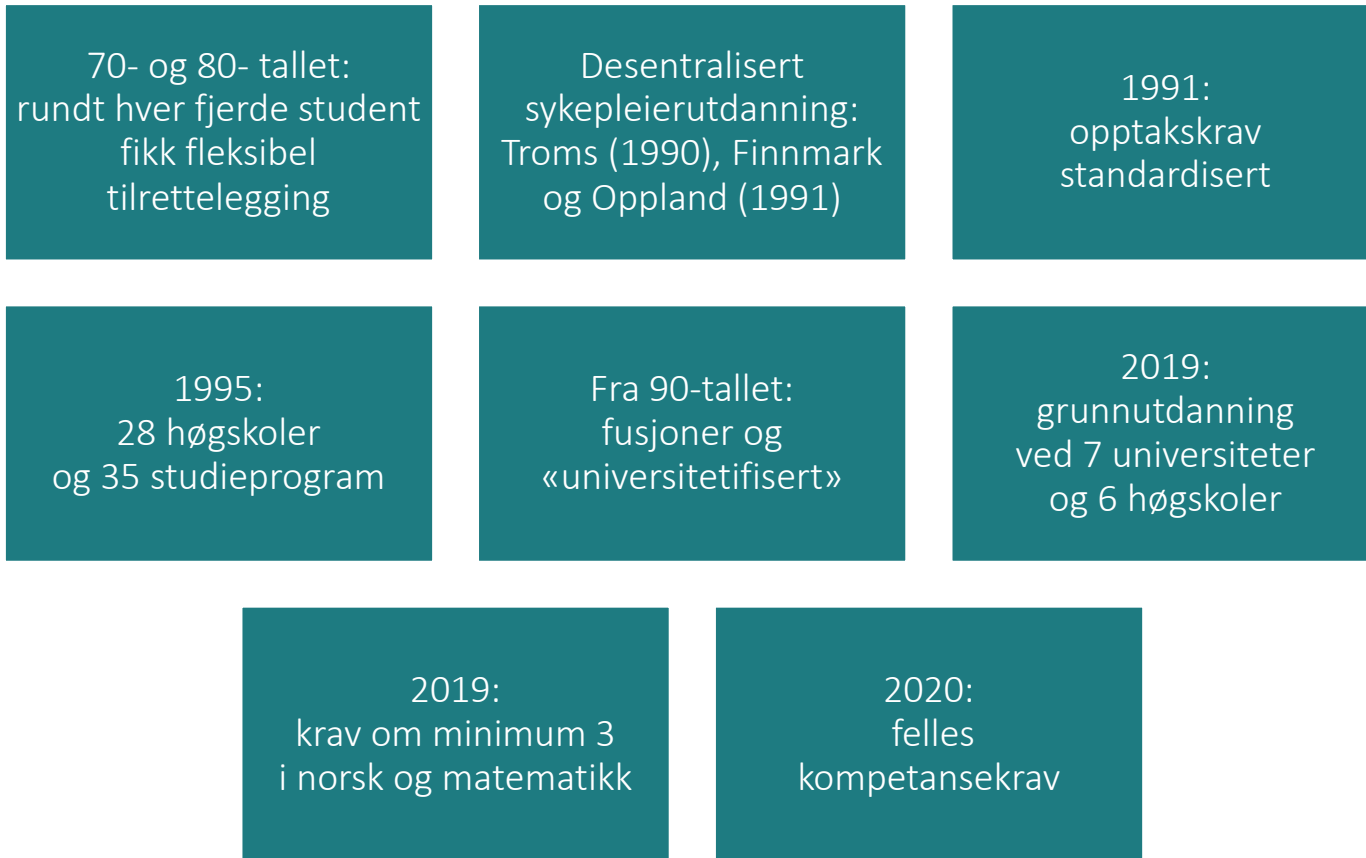 70- og 80- tallet:
rundt hver fjerde student
fikk fleksibel
tilrettelegging
Desentralisert
sykepleierutdanning:
Troms (1990), Finnmark
og Oppland (1991)
1991:
opptakskrav
standardisert
1995:
28 høgskoler
og 35 studieprogram
Fra 90-tallet:
fusjoner og
«universitetifisert»
2019:
grunnutdanning
ved 7 universiteter
og 6 høgskoler
2019:
krav om minimum 3
i norsk og matematikk
2020:
felles
kompetansekrav